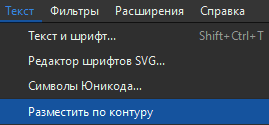 Текст Фильтры Расширения Справка
Текст и шрифт... Shift+Ctrl+T
Редактор шрифтов SVG...
Символы Юникода...
Разместить по контуру